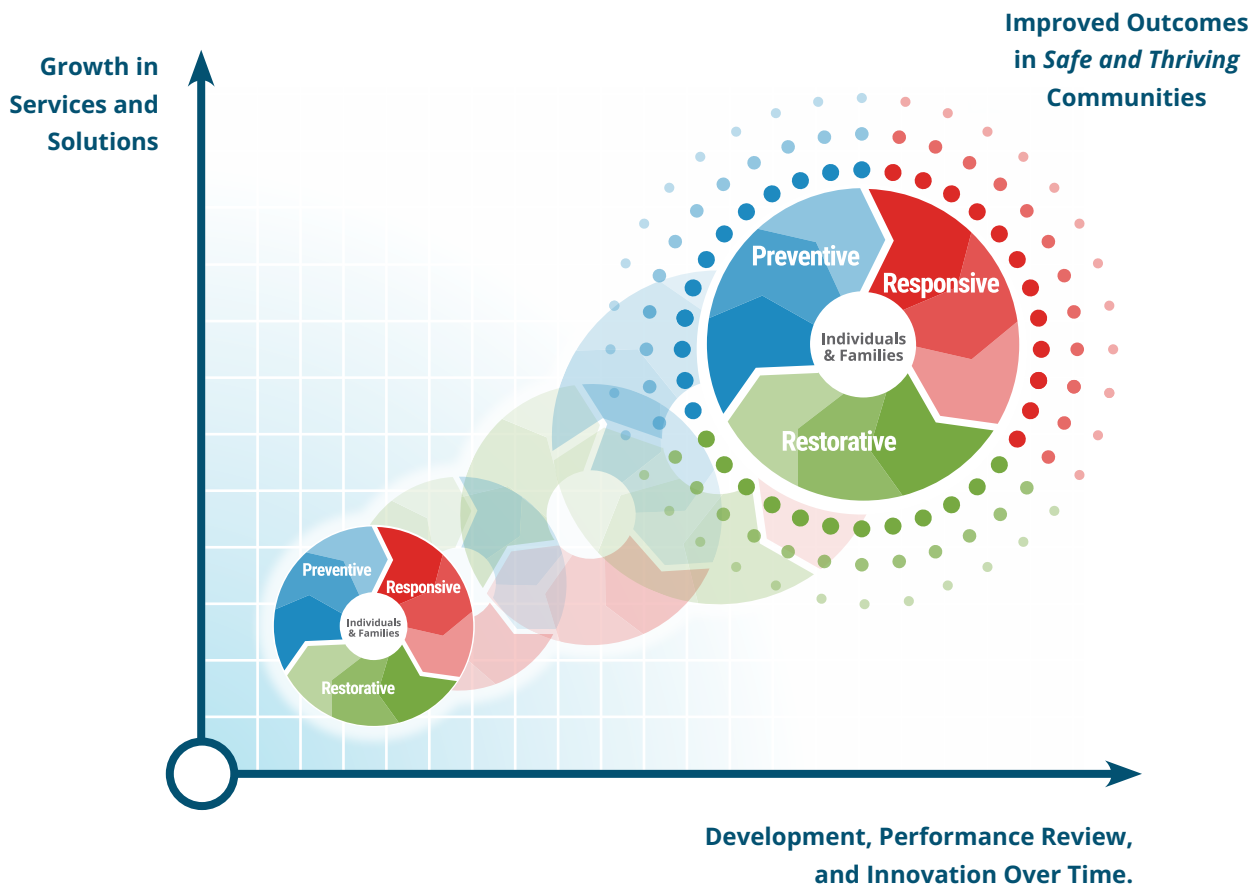 Improved Outcomes
in Safe and Thriving
Communities
Growth in
Services and
Solutions
Preventive
Responsive
Individuals
& Families
Restorative
Preventive
Responsive
Individuals
& Families
Restorative
Development, Performance Review,
and Innovation Over Time.